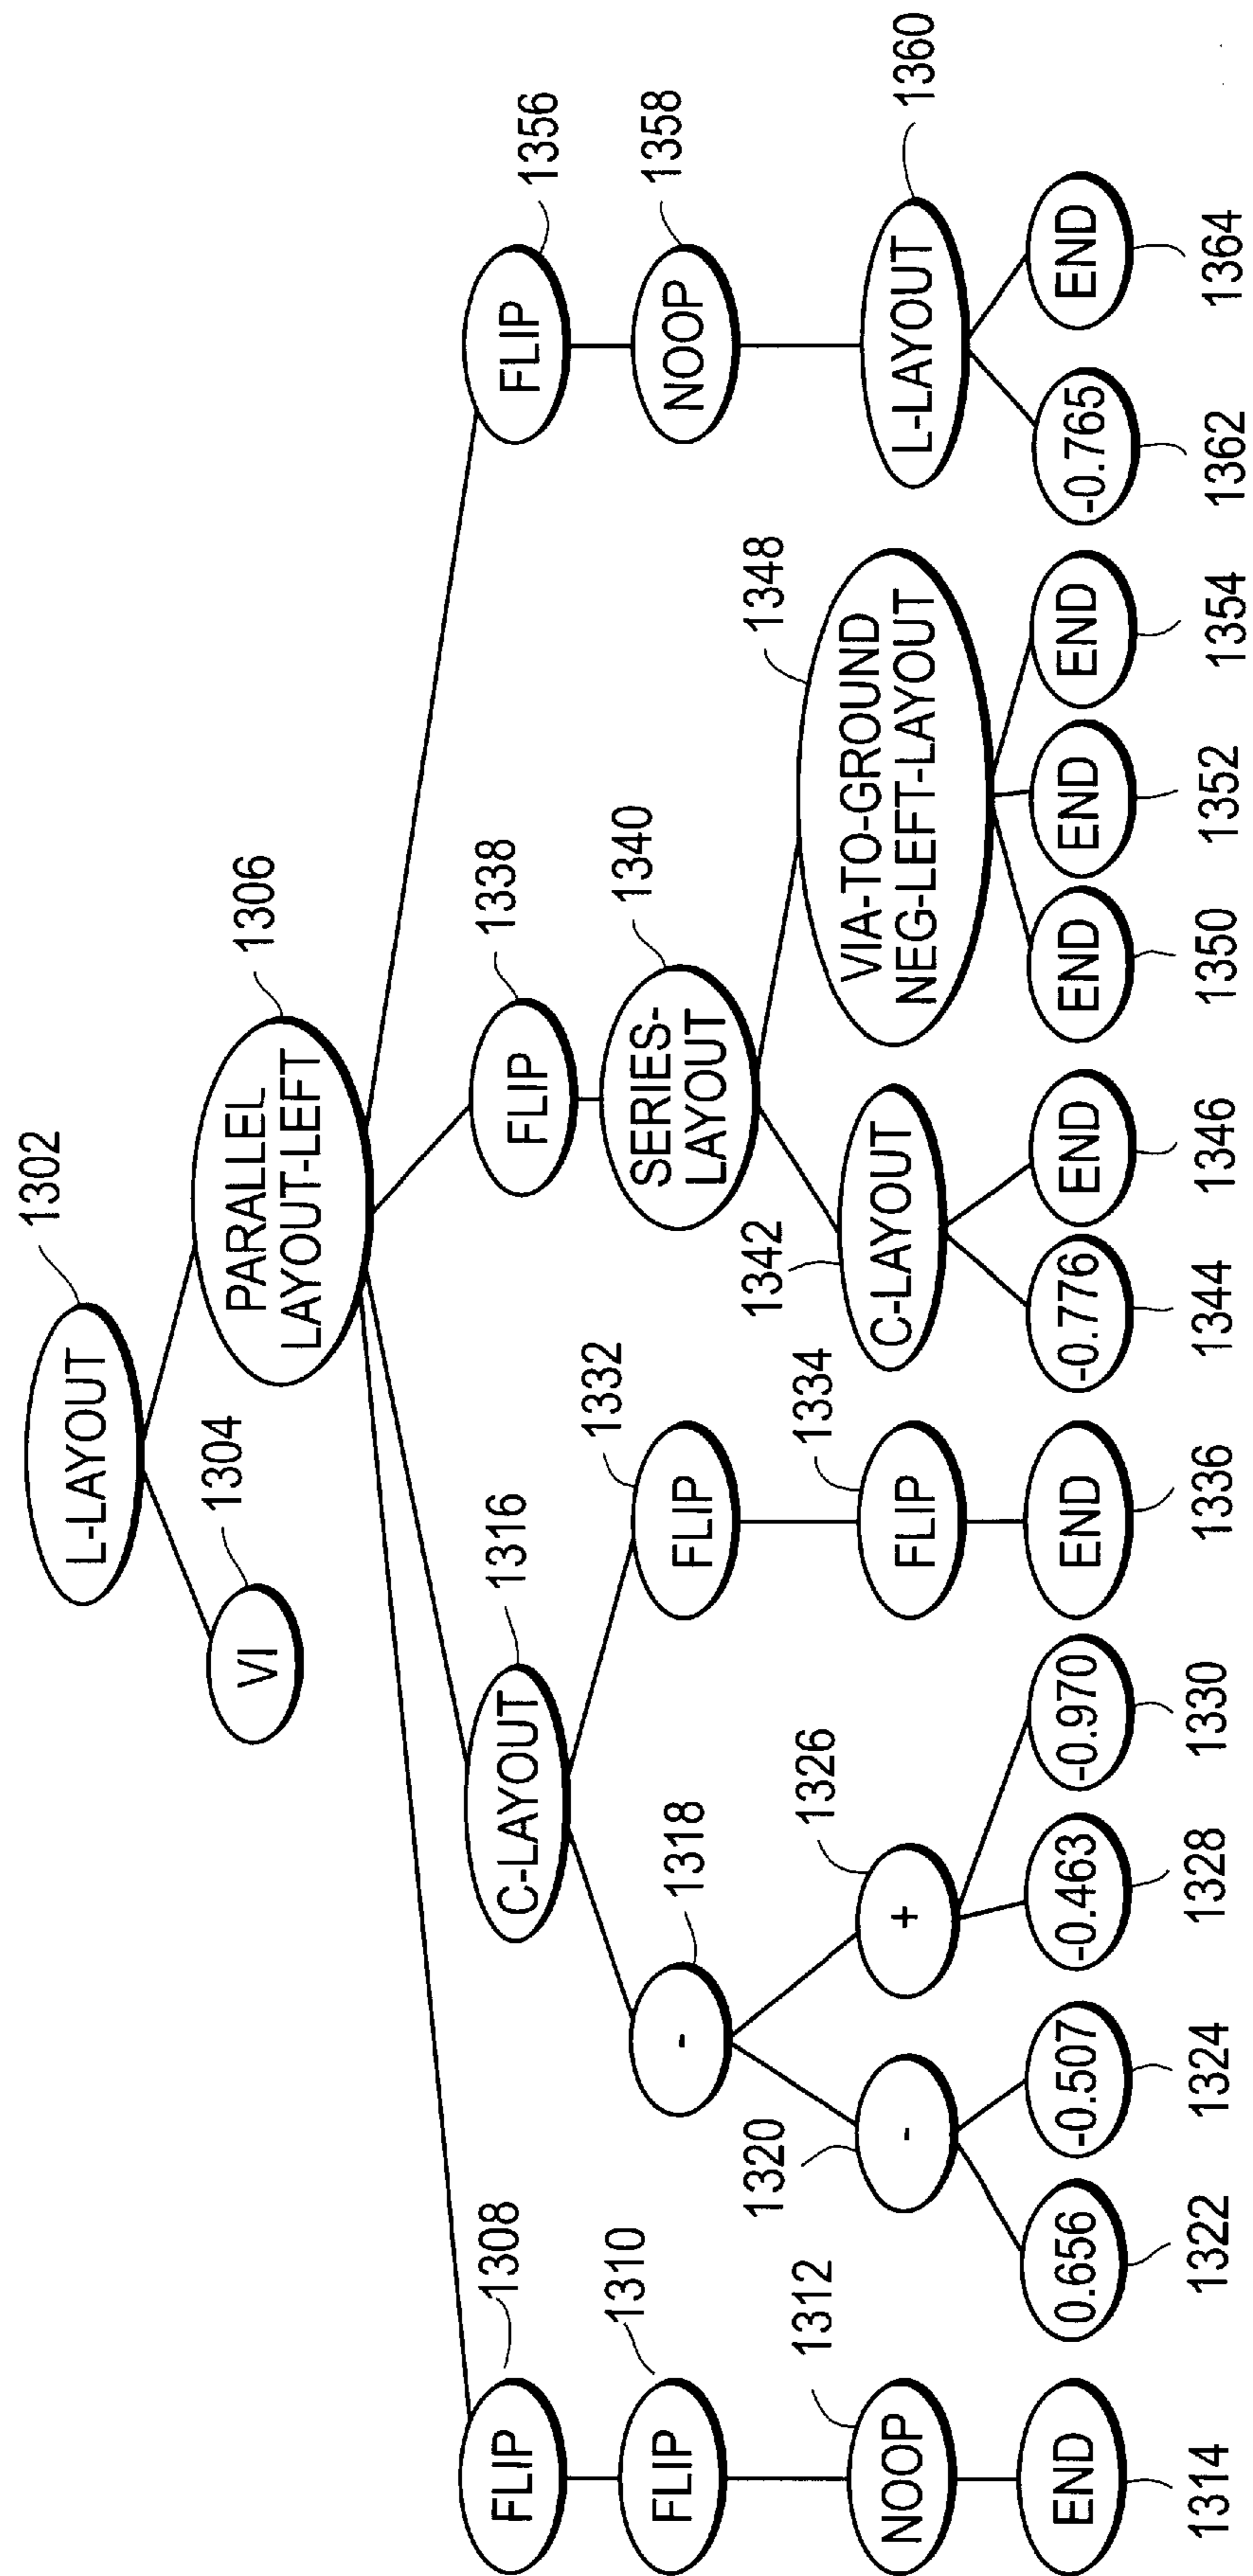 L-LAYOUT
1302
VI
1304
PARALLEL
LAYOUT-LEFT
1306
FLIP
1308
C-LAYOUT
1316
FLIP
1338
FLIP
1356
FLIP
1310
-
1318
FLIP
1332
SERIES-
LAYOUT
1340
NOOP
1358
NOOP
1312
-
1320
+
1326
FLIP
1334
C-LAYOUT
1342
VIA-TO-GROUND
NEG-LEFT-LAYOUT
1348
L-LAYOUT
1360
END
0.656
-0.507
-0.463
-0.970
END
-0.776
END
END
END
END
-0.765
END
1314
1322
1324
1328
1330
1336
1344
1346
1350
1352
1354
1362
1364